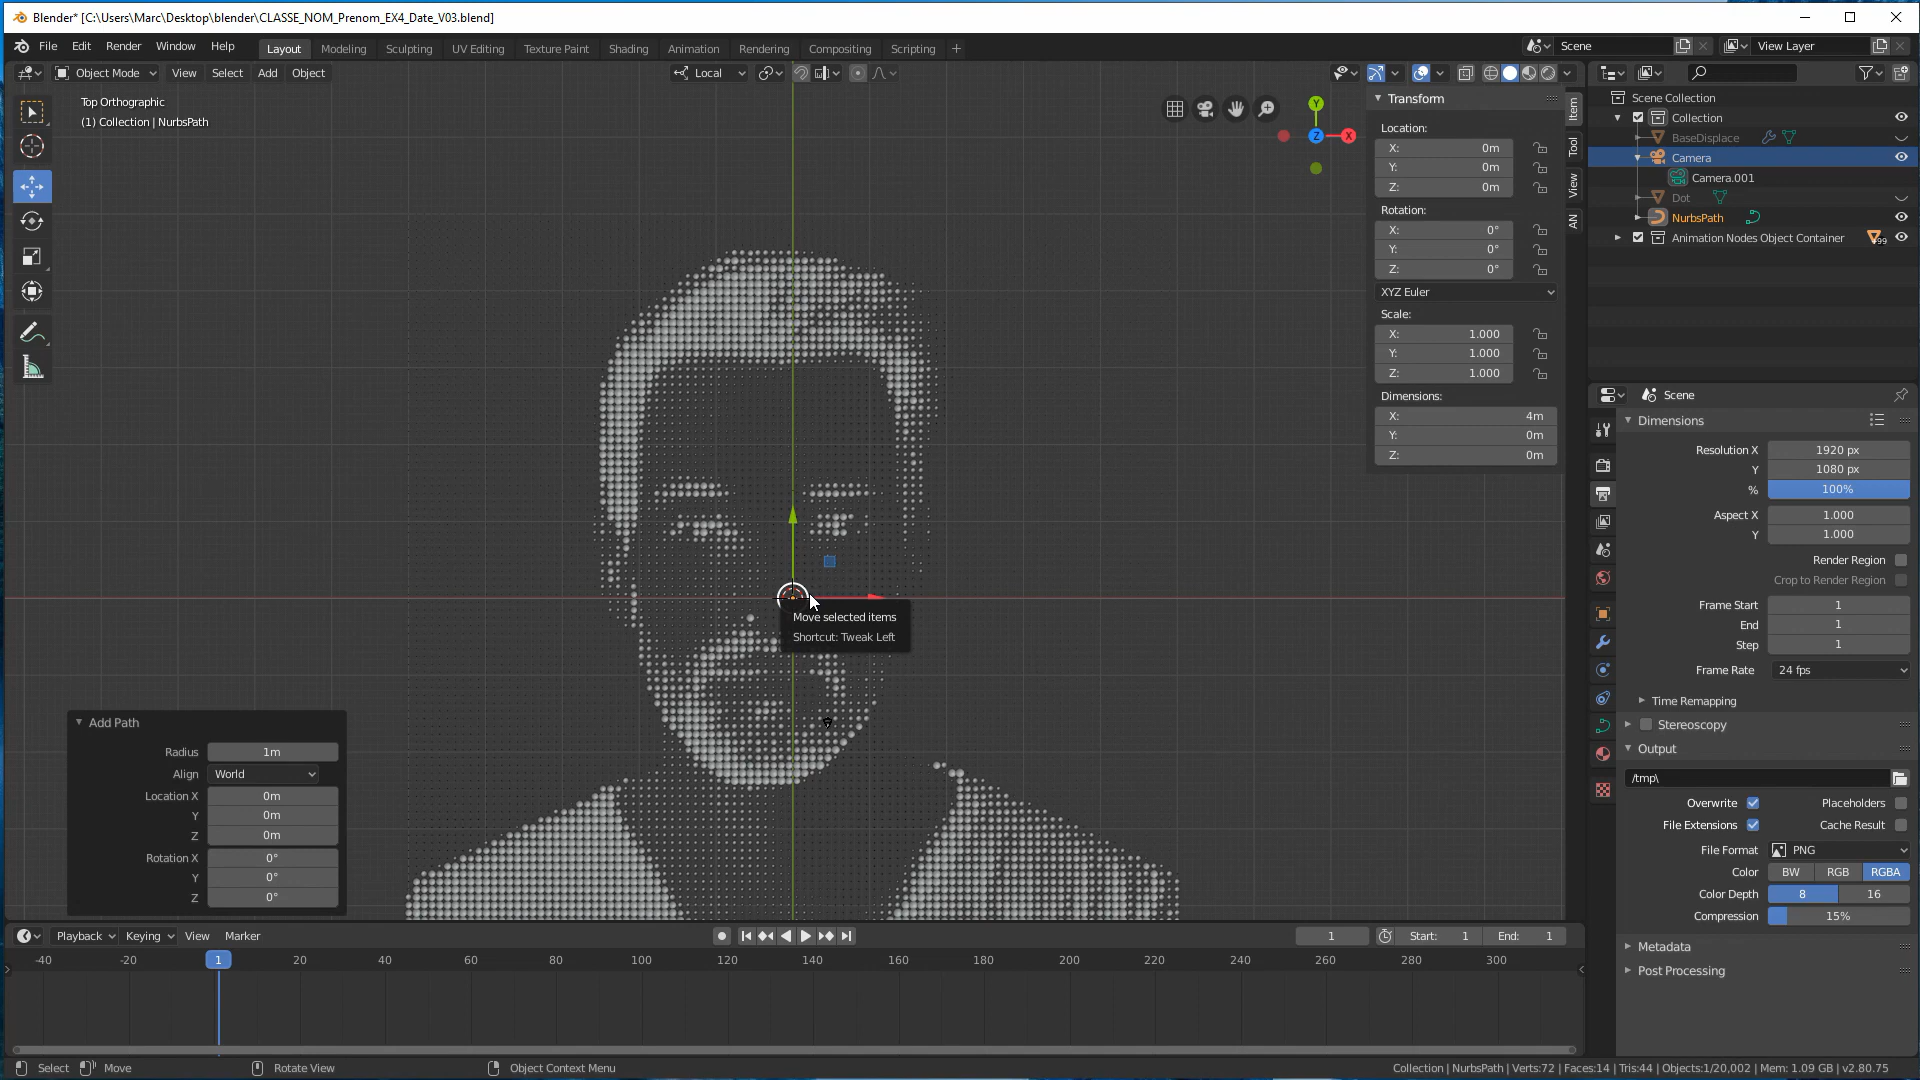 Blender* [C:\Users\Marc\Desktop\blender\CLASSE_NOM_Prenom_EX4_Date_V03.blend]
File Edit Render Window Help Layout Modeling Sculpting UV Editing Texture Paint Shading Animation Rendering Compositing Scripting + Scene View Layer
Object Mode View Select Add Object Local
Top Orthographic
(1) Collection | NurbsPath
Y
Z
X
Transform
Location:
X: 0m
Y: 0m
Z: 0m
Rotation:
X: 0°
Y: 0°
Z: 0°
XYZ Euler
Scale:
X: 1.000
Y: 1.000
Z: 1.000
Dimensions:
X: 4m
Y: 0m
Z: 0m
Item
Tool
View
AN
Scene Collection
Collection
BaseDisplace
Camera
Camera.001
Dot
NurbsPath
Animation Nodes Object Container 99
Scene
Dimensions
Resolution X 1920 px
Y 1080 px
% 100%
Aspect X 1.000
Y 1.000
Render Region
Crop to Render Region
Frame Start 1
End 1
Step 1
Frame Rate 24 fps
Time Remapping
Stereoscopy
Output
/tmp\
Overwrite Placeholders
File Extensions Cache Result
File Format PNG
Color BW RGB RGBA
Color Depth 8 16
Compression 15%
Metadata
Post Processing
Move selected items
Shortcut: Tweak Left
Add Path
Radius 1m
Align World
Location X 0m
Y 0m
Z 0m
Rotation X 0°
Y 0°
Z 0°
Playback Keying View Marker 1 Start: 1 End: 1
-40 -20 1 20 40 60 80 100 120 140 160 180 200 220 240 260 280 300
Select Move Rotate View Object Context Menu Collection | NurbsPath | Verts:72 | Faces:14 | Tris:44 | Objects:1/20,002 | Mem: 1.09 GB | v2.80.75